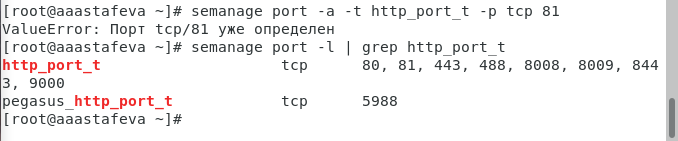 [root@aaastafeva ~]# semanage port -a -t http_port_t -p tcp 81
ValueError: Порт tcp/81 уже определен
[root@aaastafeva ~]# semanage port -l | grep http_port_t
http_port_t                    tcp      80, 81, 443, 488, 8008, 8009, 844
3, 9000
pegasus_http_port_t            tcp      5988
[root@aaastafeva ~]#